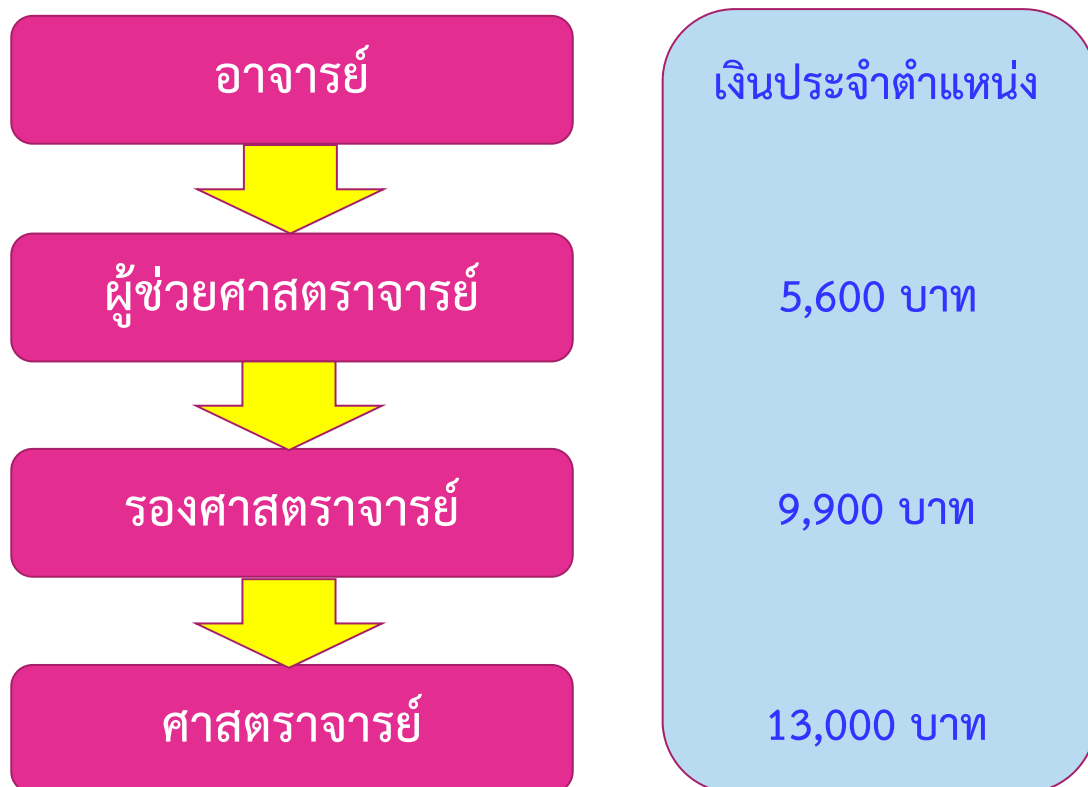 อาจารย์
เงินประจำตำแหน่ง
ผู้ช่วยศาสตราจารย์
5,600 บาท
รองศาสตราจารย์
9,900 บาท
ศาสตราจารย์
13,000 บาท